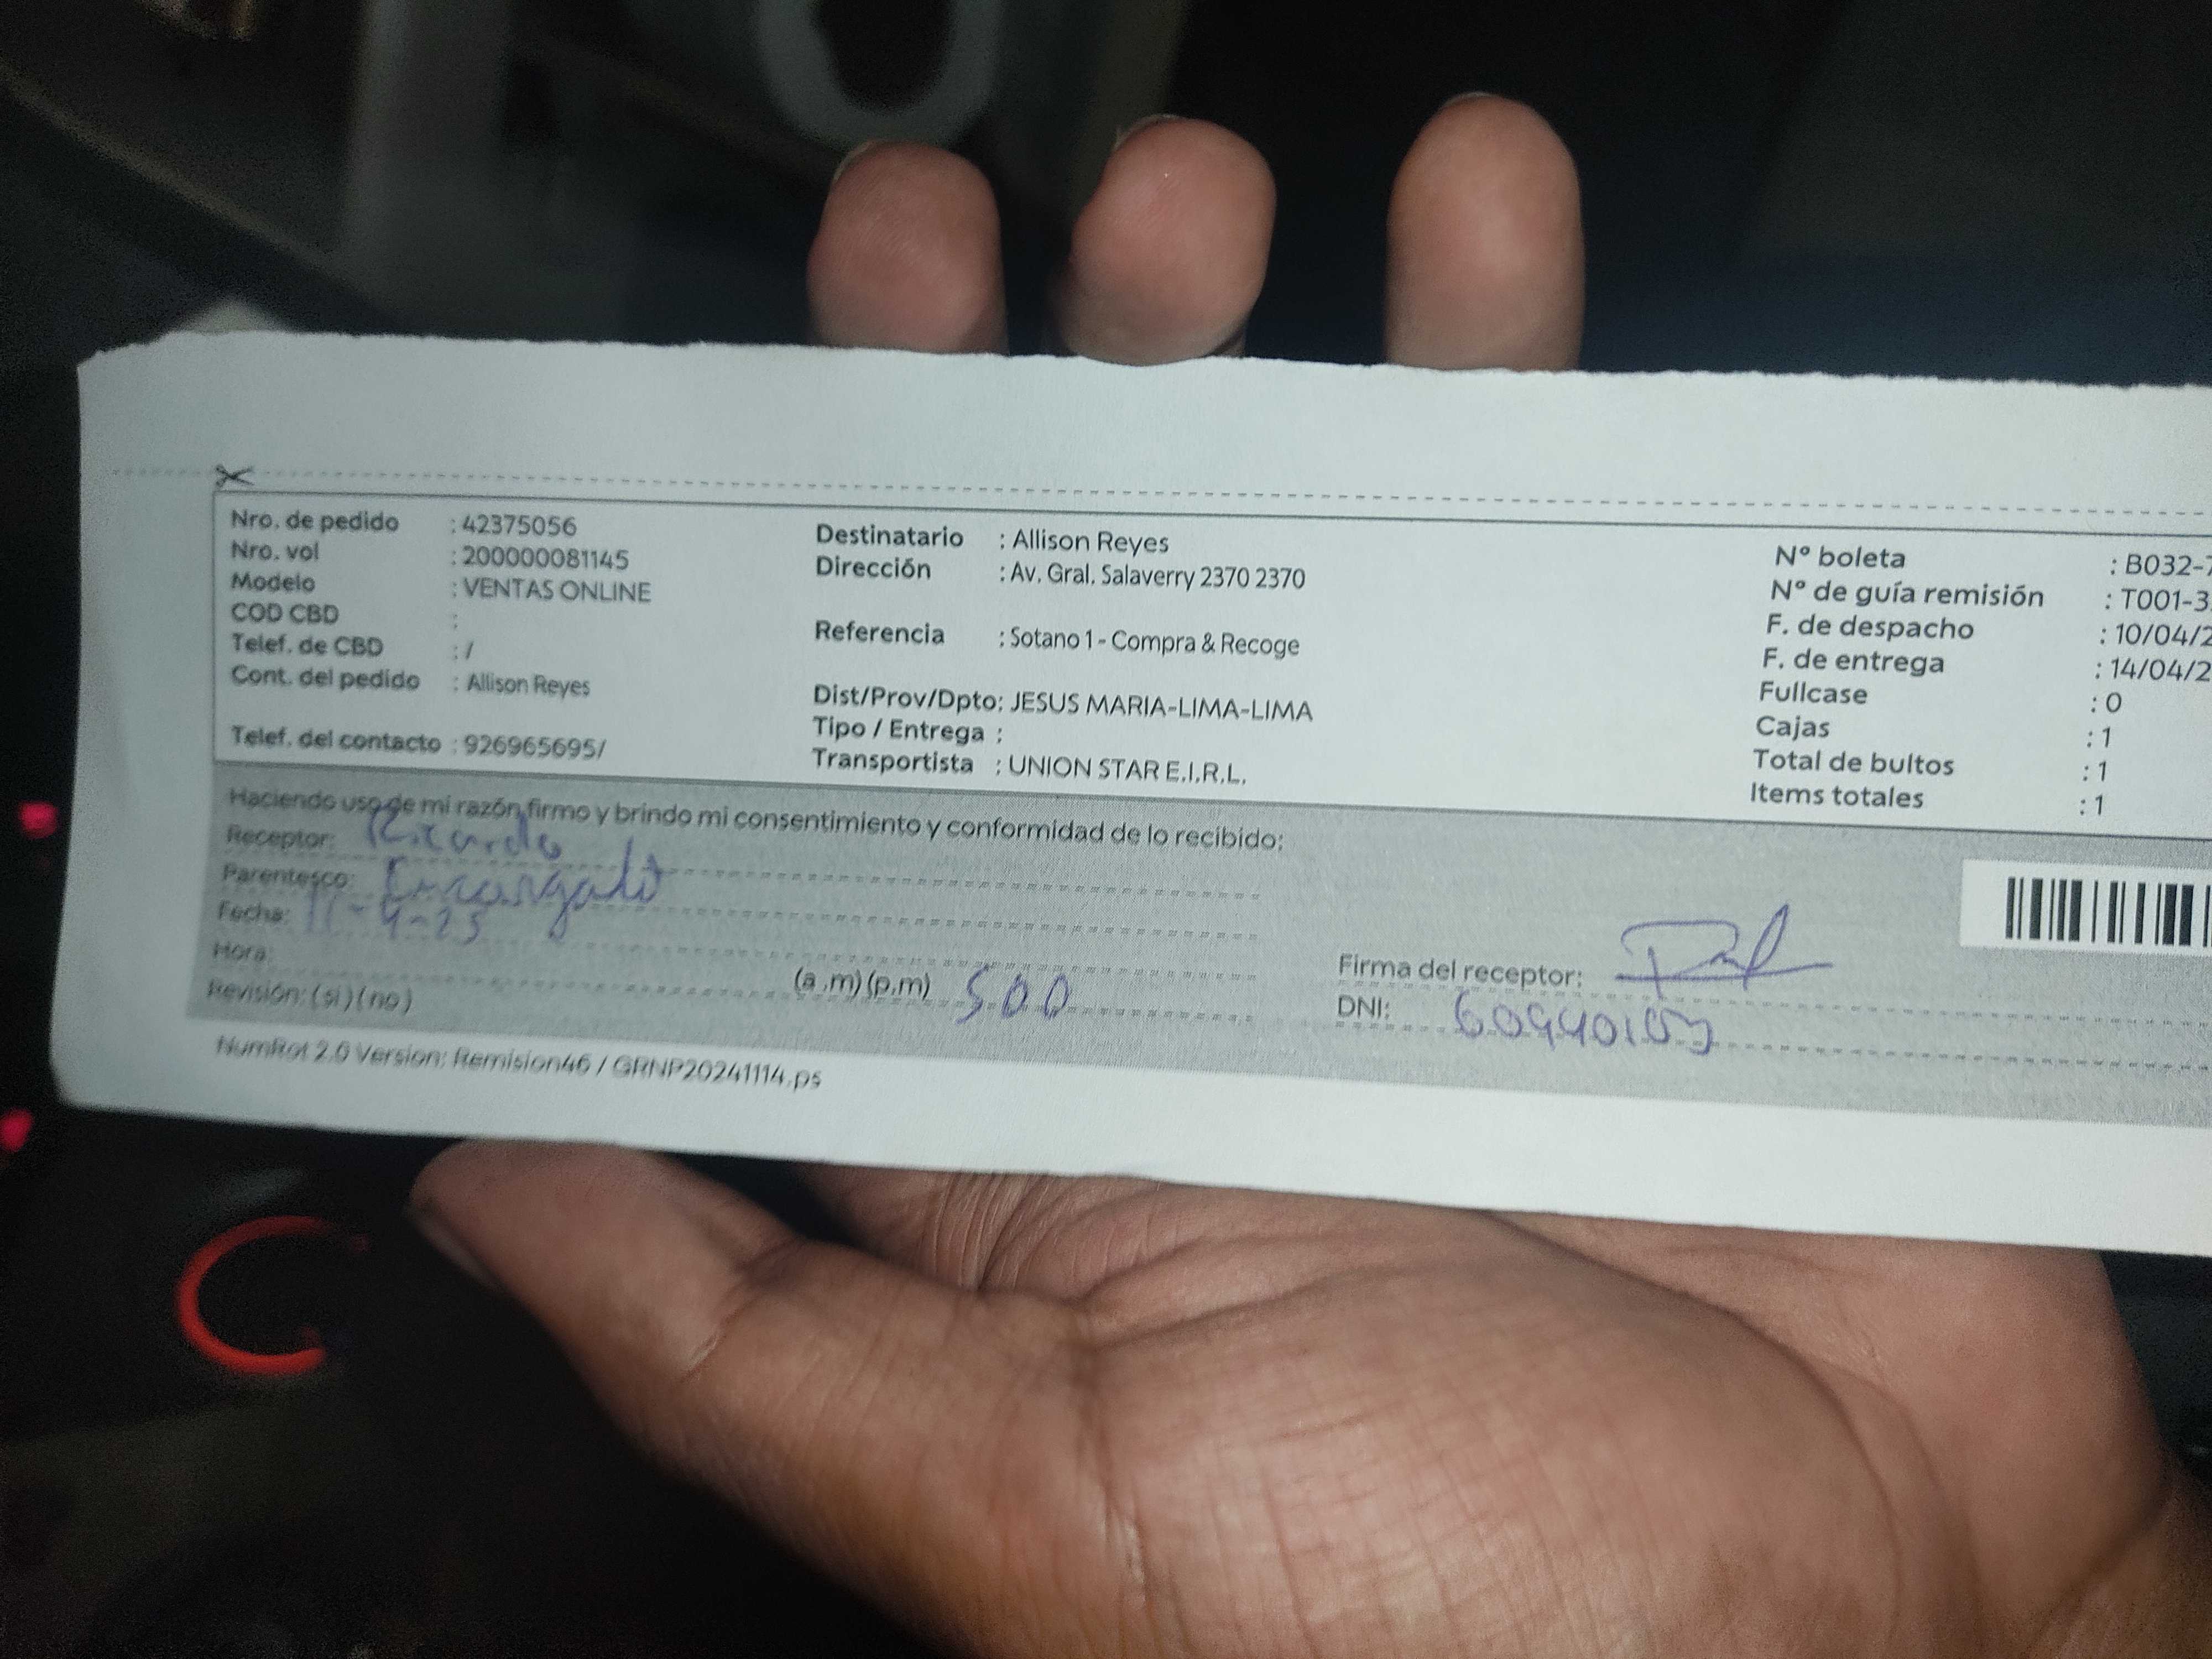 Nro. de pedido : 42375056
Nro. vol : 200000081145
Modelo : VENTAS ONLINE
COD CBD :
Telef. de CBD : /
Cont. del pedido : Allison Reyes
Telef. del contacto : 926965695/
Destinatario : Allison Reyes
Dirección : Av. Gral. Salaverry 2370 2370
Referencia : Sotano 1 - Compra & Recoge
Dist/Prov/Dpto: JESUS MARIA-LIMA-LIMA
Tipo / Entrega :
Transportista : UNION STAR E.I.R.L.
N° boleta : B032-7
N° de guía remisión : T001-3
F. de despacho : 10/04/2
F. de entrega : 14/04/2
Fullcase : 0
Cajas : 1
Total de bultos : 1
Items totales : 1
Haciendo uso de mi razón, firmo y brindo mi consentimiento y conformidad de lo recibido:
Receptor: Ricardo
Parentesco: Encargado
Fecha: 11-4-25
Hora: (a.m)(p.m) 500
Revisión: (si) (no)
Firma del receptor:
DNI:
NumRot 2.0 Version: Remision46 / GRNP20241114.ps